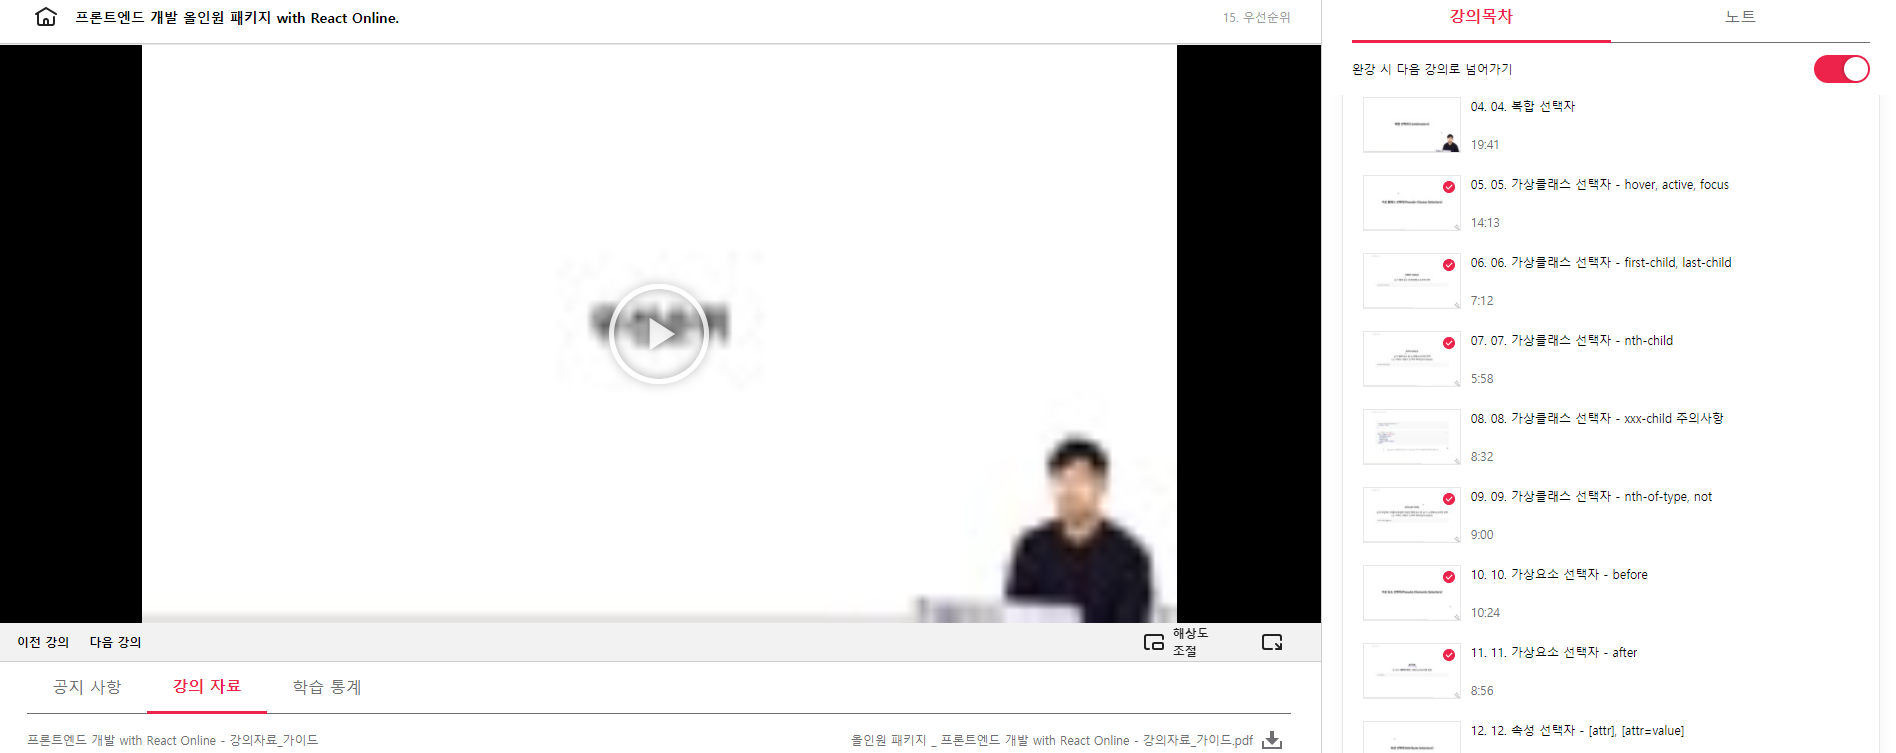 프론트엔드 개발 올인원 패키지 with React Online.
15. 우선순위
이전 강의
다음 강의
해상도
조절
공지 사항
강의 자료
학습 통계
프론트엔드 개발 with React Online - 강의자료_가이드
올인원 패키지 _ 프론트엔드 개발 with React Online - 강의자료_가이드.pdf
강의목차
노트
완강 시 다음 강의로 넘어가기
04. 04. 복합 선택자
19:41
05. 05. 가상클래스 선택자 - hover, active, focus
14:13
06. 06. 가상클래스 선택자 - first-child, last-child
7:12
07. 07. 가상클래스 선택자 - nth-child
5:58
08. 08. 가상클래스 선택자 - xxx-child 주의사항
8:32
09. 09. 가상클래스 선택자 - nth-of-type, not
9:00
10. 10. 가상요소 선택자 - before
10:24
11. 11. 가상요소 선택자 - after
8:56
12. 12. 속성 선택자 - [attr], [attr=value]